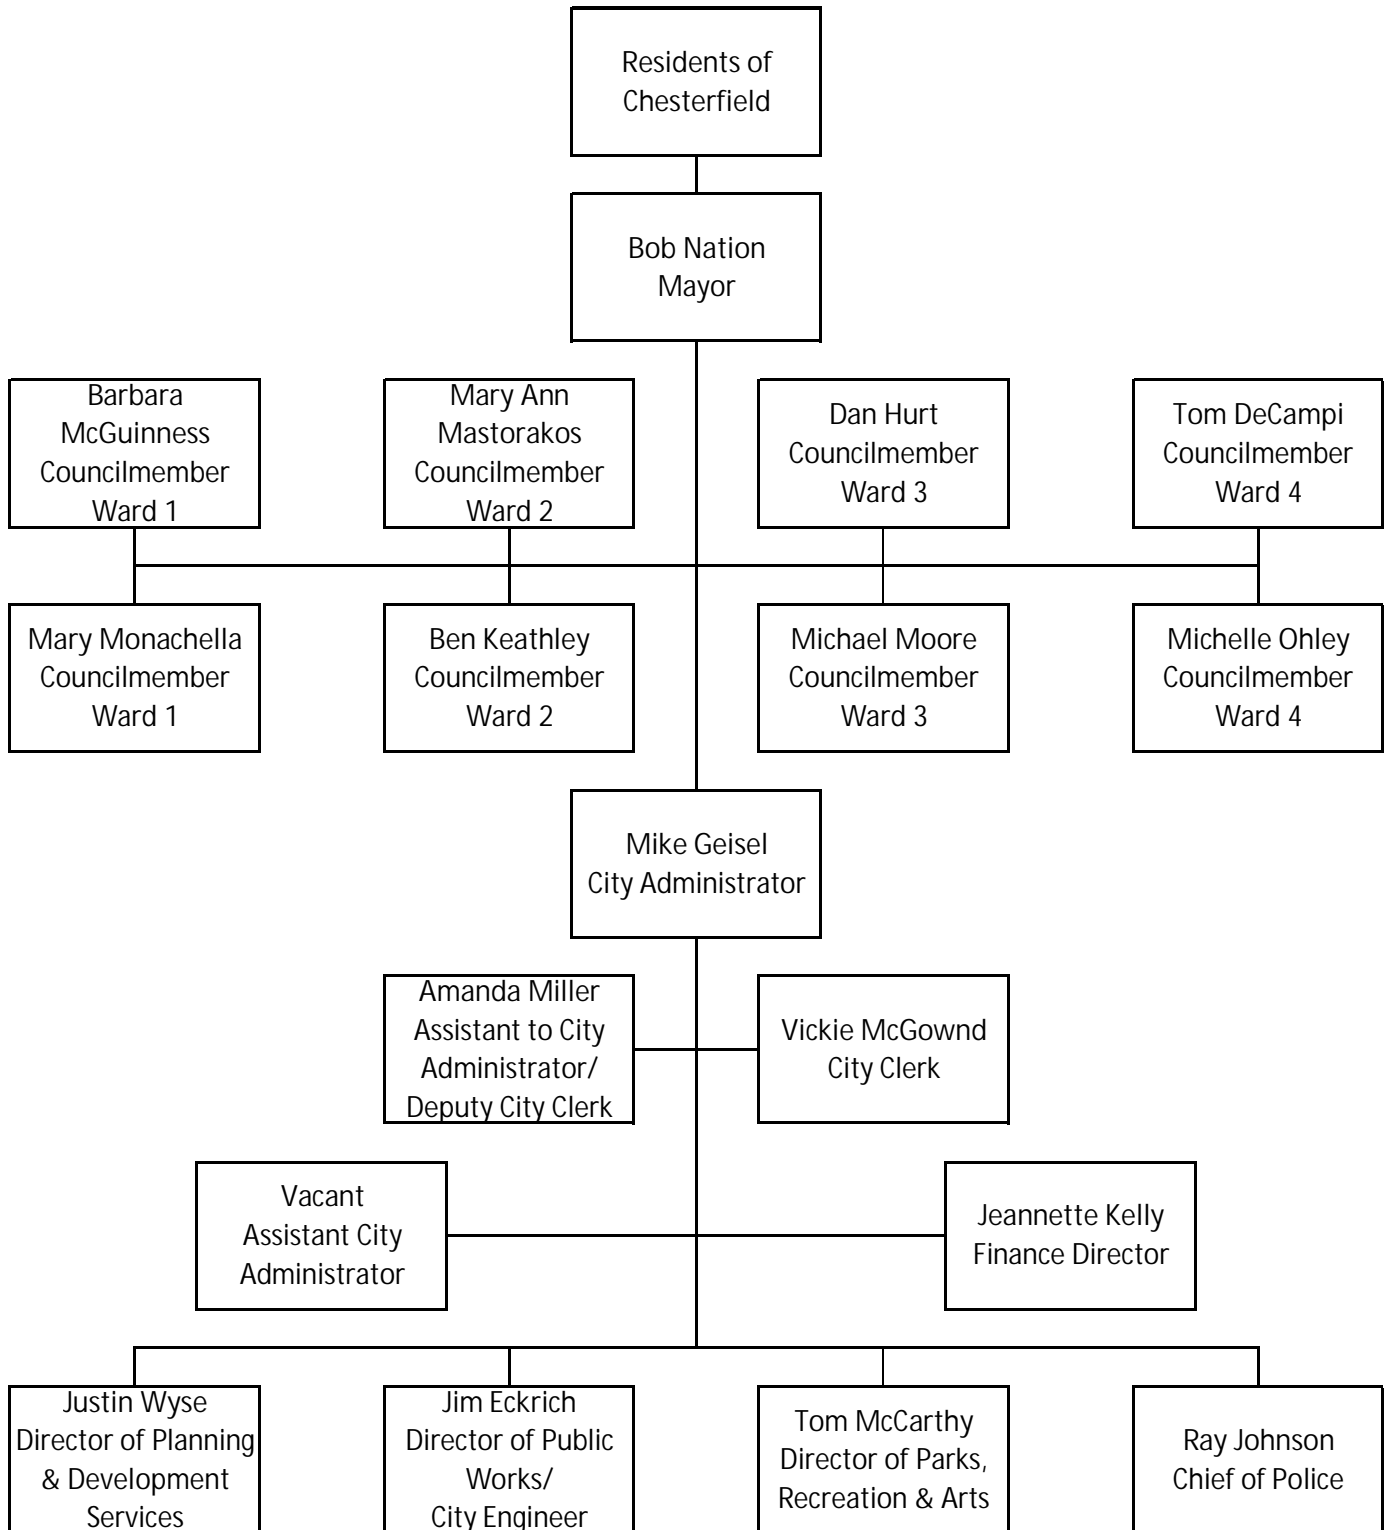 Residents of
Chesterfield
Bob Nation
Mayor
Barbara
McGuinness
Councilmember
Ward 1
Mary Ann
Mastorakos
Councilmember
Ward 2
Dan Hurt
Councilmember
Ward 3
Tom DeCampi
Councilmember
Ward 4
Mary Monachella
Councilmember
Ward 1
Ben Keathley
Councilmember
Ward 2
Michael Moore
Councilmember
Ward 3
Michelle Ohley
Councilmember
Ward 4
Mike Geisel
City Administrator
Amanda Miller
Assistant to City
Administrator/
Deputy City Clerk
Vickie McGownd
City Clerk
Vacant
Assistant City
Administrator
Jeannette Kelly
Finance Director
Justin Wyse
Director of Planning
& Development
Services
Jim Eckrich
Director of Public
Works/
City Engineer
Tom McCarthy
Director of Parks,
Recreation & Arts
Ray Johnson
Chief of Police